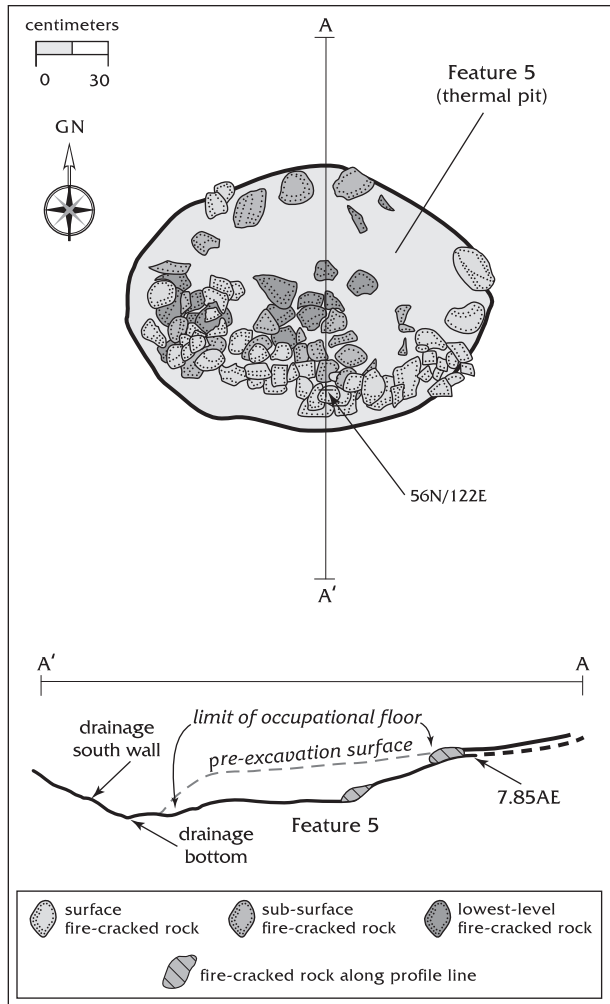 centimeters
0 30
GN
A
Feature 5
(thermal pit)
56N/122E
A'
A' A
drainage
south wall
limit of occupational floor
pre-excavation surface
7.85AE
Feature 5
drainage
bottom
surface
fire-cracked rock
sub-surface
fire-cracked rock
lowest-level
fire-cracked rock
fire-cracked rock along profile line